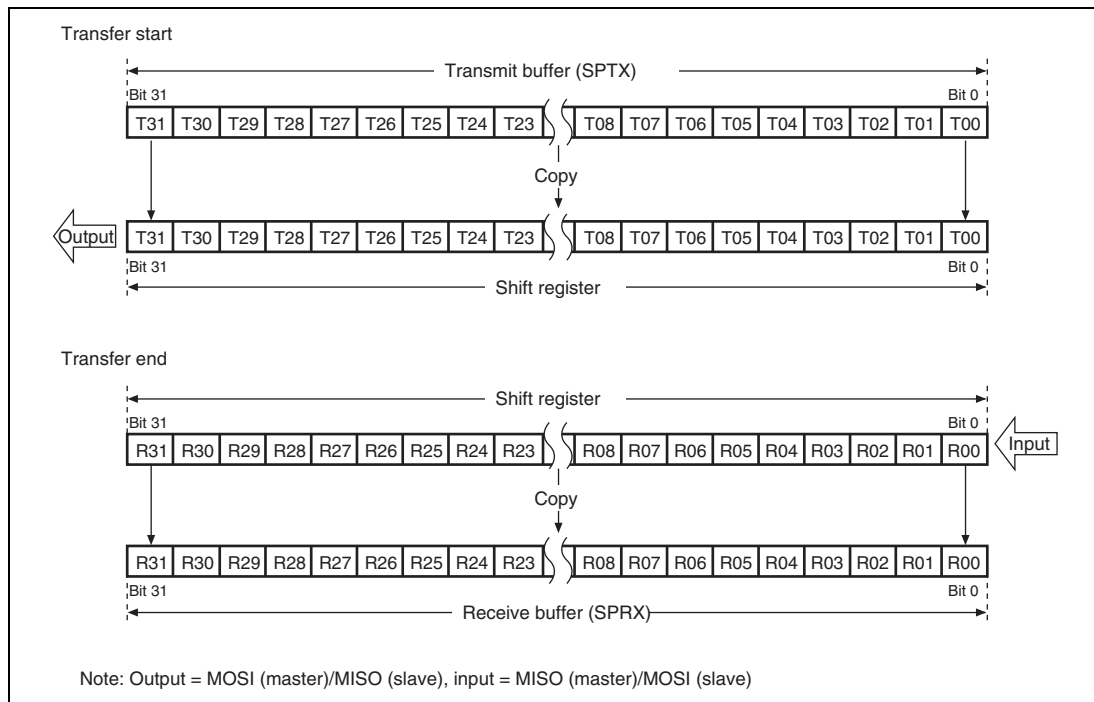 Transfer start
Transmit buffer (SPTX)
Bit 31 Bit 0
T31 T30 T29 T28 T27 T26 T25 T24 T23 T08 T07 T06 T05 T04 T03 T02 T01 T00
Copy
Output T31 T30 T29 T28 T27 T26 T25 T24 T23 T08 T07 T06 T05 T04 T03 T02 T01 T00
Bit 31 Bit 0
Shift register
Transfer end
Shift register
Bit 31 Bit 0
R31 R30 R29 R28 R27 R26 R25 R24 R23 R08 R07 R06 R05 R04 R03 R02 R01 R00 Input
Copy
R31 R30 R29 R28 R27 R26 R25 R24 R23 R08 R07 R06 R05 R04 R03 R02 R01 R00
Bit 31 Bit 0
Receive buffer (SPRX)
Note: Output = MOSI (master)/MISO (slave), input = MISO (master)/MOSI (slave)